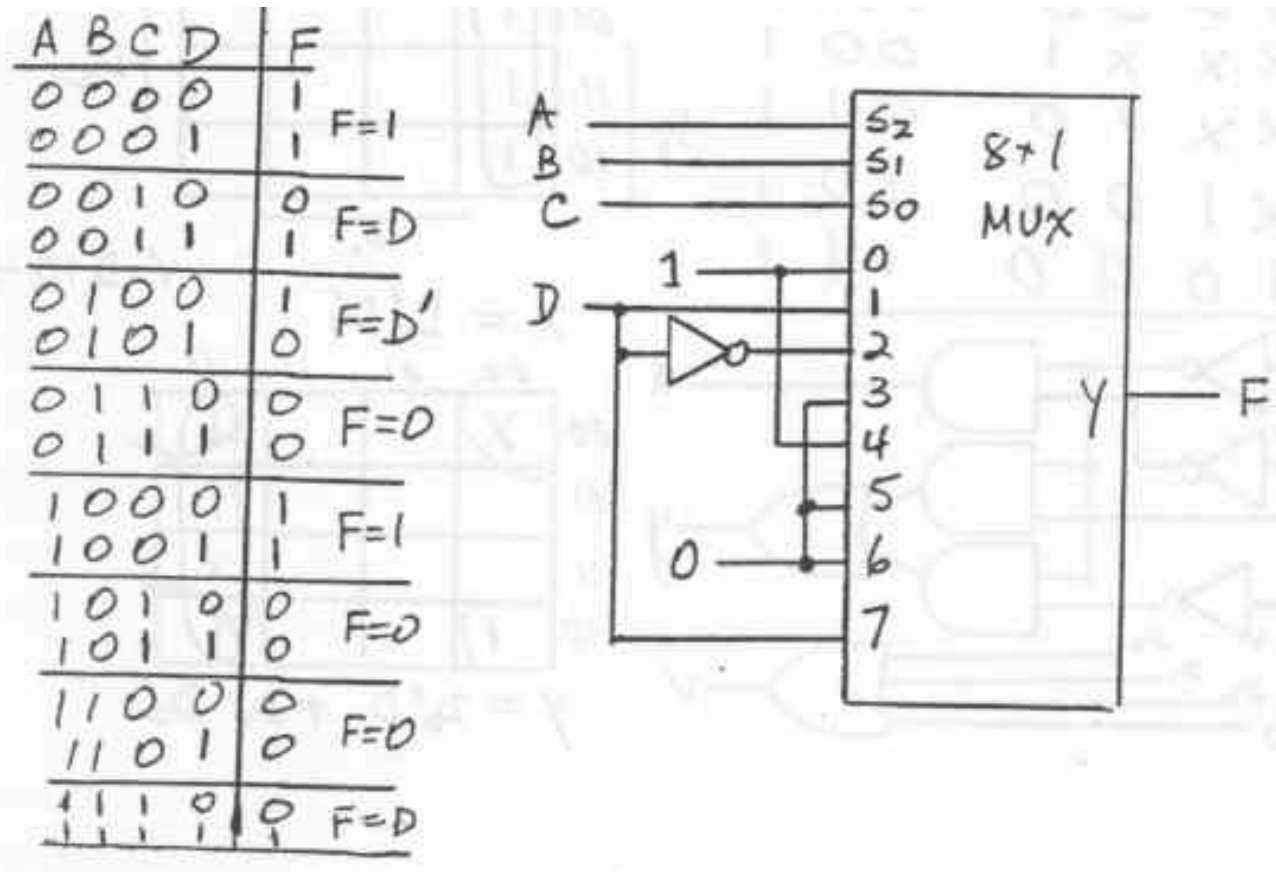 A B C D F
0 0 0 0 1
0 0 0 1 1
F=1
0 0 1 0 0
0 0 1 1 1
F=D
0 1 0 0 1
0 1 0 1 0
F=D'
0 1 1 0 0
0 1 1 1 0
F=0
1 0 0 0 1
1 0 0 1 1
F=1
1 0 1 0 0
1 0 1 1 0
F=0
1 1 0 0 0
1 1 0 1 0
F=0
1 1 1 0 0
1 1 1 1 1
F=D
A
B
C
1
D
0
S2
S1
S0
0
1
2
3
4
5
6
7
8+1
MUX
Y
F